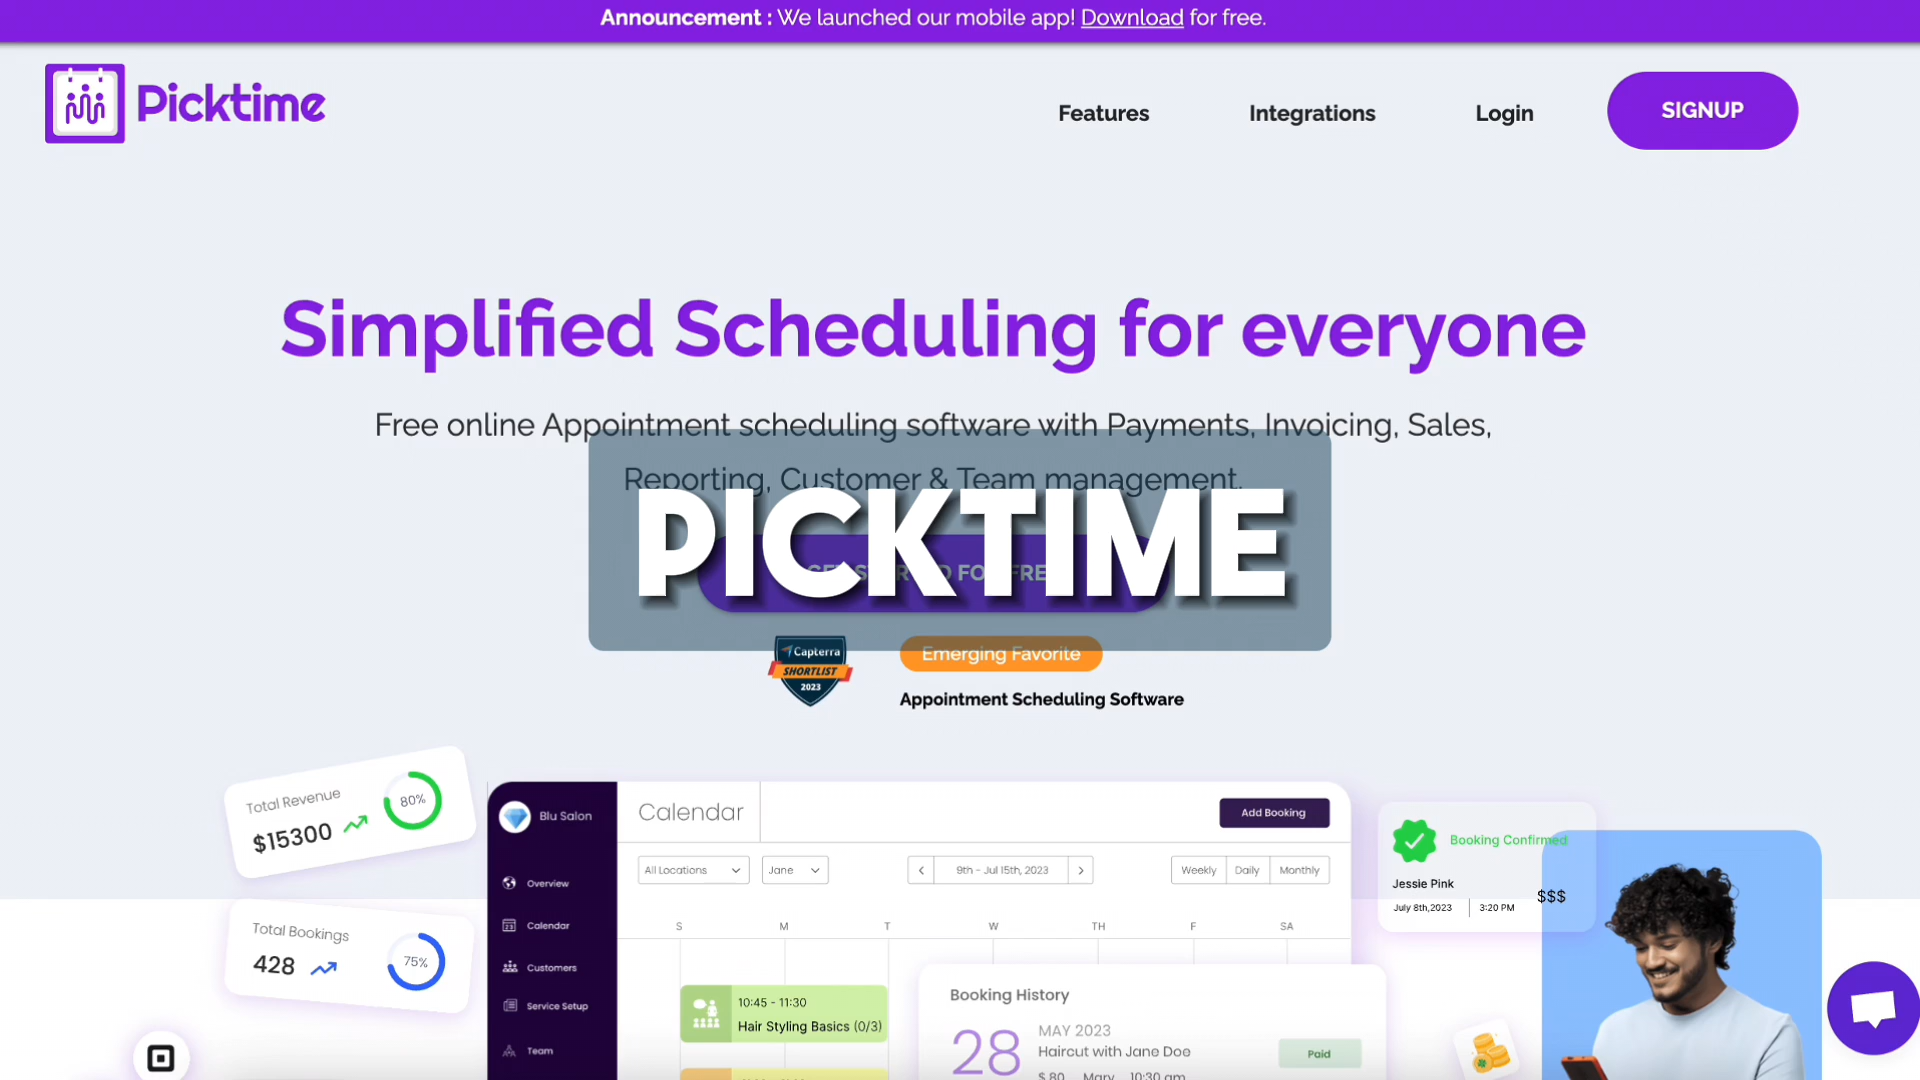 Announcement : We launched our mobile app! Download for free.
Picktime
Features
Integrations
Login
SIGNUP
Simplified Scheduling for everyone
Free online Appointment scheduling software with Payments, Invoicing, Sales,
Reporting, Customer & Team management.
PICKTIME
Capterra
SHORTLIST
2023
Emerging Favorite
Appointment Scheduling Software
Total Revenue
$15300
80%
Total Bookings
428
75%
Blu Salon
Overview
Calendar
Customers
Service Setup
Team
Calendar
Add Booking
All Locations
Jane
9th - Jul 15th, 2023
Weekly
Daily
Monthly
S M T W TH F SA
10:45 - 11:30
Hair Styling Basics (0/3)
Booking History
28
MAY 2023
Haircut with Jane Doe
$ 80 Mary 10:30 am
Paid
Booking Confirmed
Jessie Pink
July 8th,2023
3:20 PM
$$$